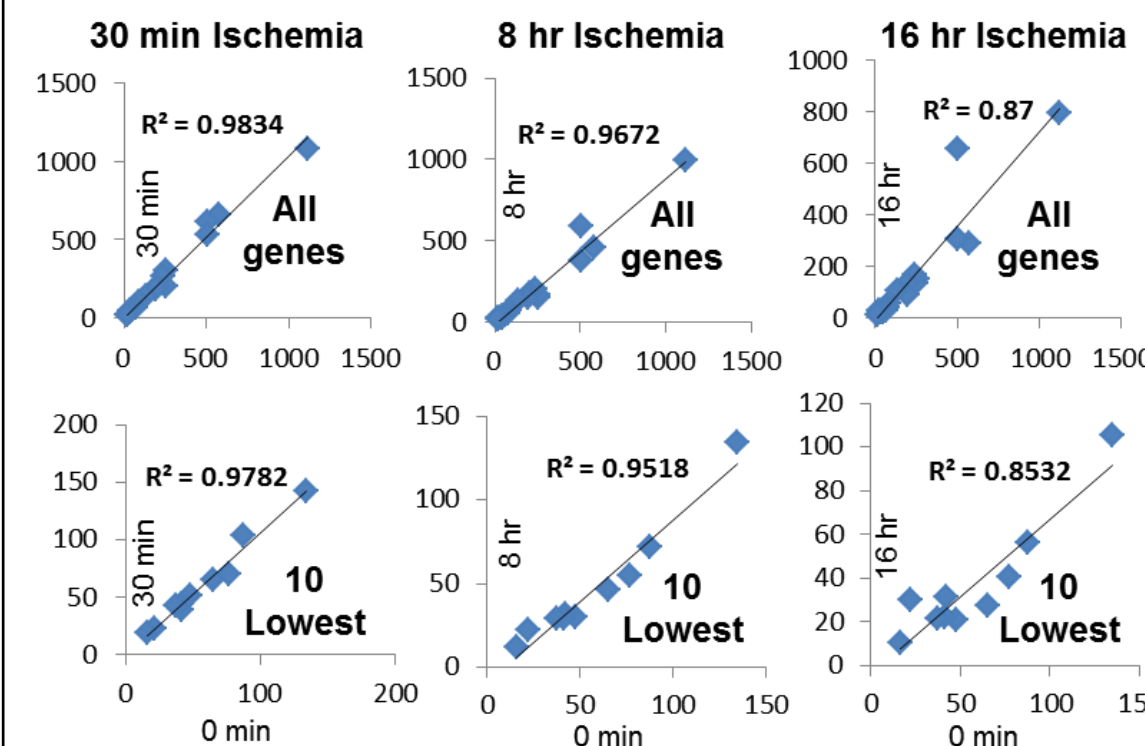 30 min Ischemia
8 hr Ischemia
16 hr Ischemia
1500
1000
500
0
30 min
R² = 0.9834
All
genes
0
500
1000
1500
1500
1000
500
0
8 hr
R² = 0.9672
All
genes
0
500
1000
1500
1000
800
600
400
200
0
16 hr
R² = 0.87
All
genes
0
500
1000
1500
200
150
100
50
0
30 min
R² = 0.9782
10
Lowest
0
100
200
0 min
150
100
50
0
8 hr
R² = 0.9518
10
Lowest
0
50
100
150
0 min
120
100
80
60
40
20
0
16 hr
R² = 0.8532
10
Lowest
0
50
100
15
0 min